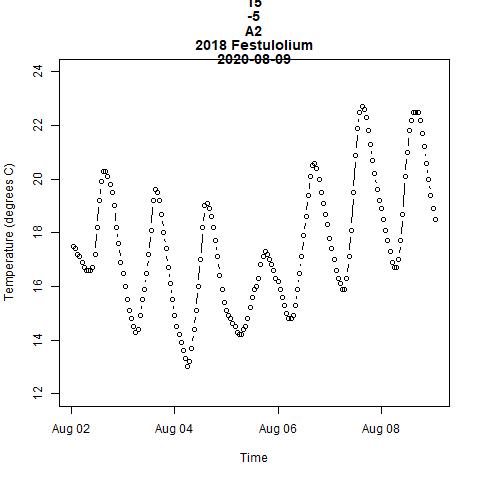 15
-5
A2
2018 Festulolium
2020-08-09
Temperature (degrees C)
24
22
20
18
16
14
12
Aug 02
Aug 04
Aug 06
Aug 08
Time